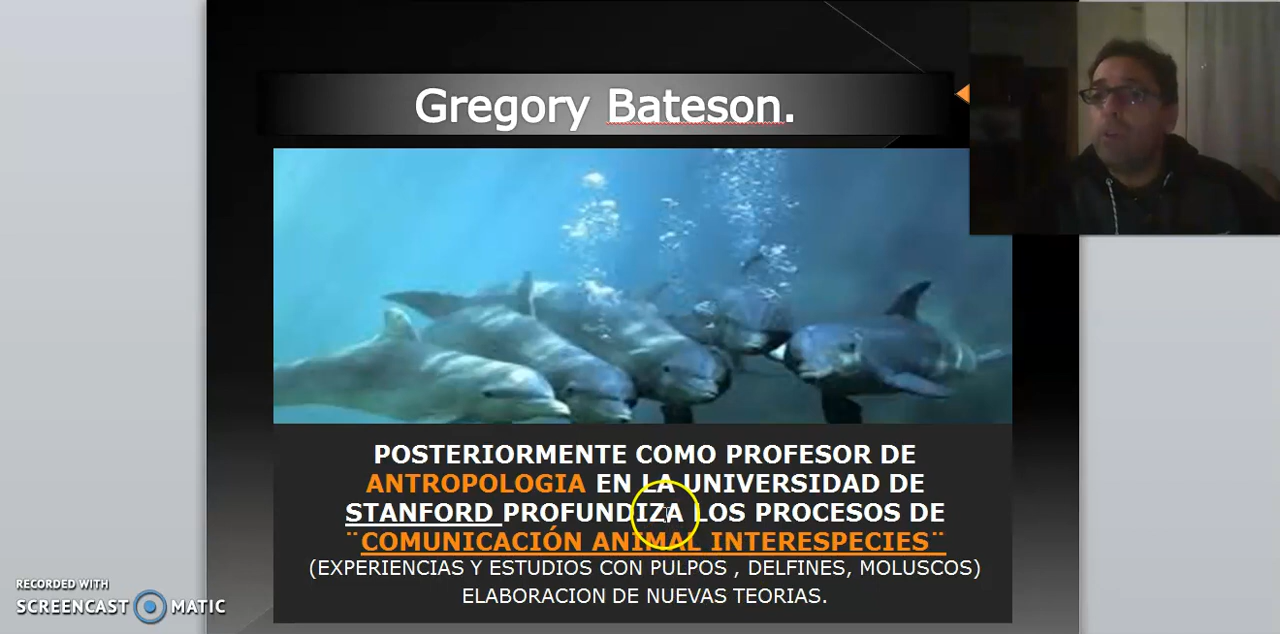 Gregory Bateson.
POSTERIORMENTE COMO PROFESOR DE
ANTROPOLOGIA EN LA UNIVERSIDAD DE
STANFORD PROFUNDIZA LOS PROCESOS DE
¨COMUNICACIÓN ANIMAL INTERESPECIES¨
(EXPERIENCIAS Y ESTUDIOS CON PULPOS , DELFINES, MOLUSCOS)
ELABORACION DE NUEVAS TEORIAS.
RECORDED WITH
SCREENCAST MATIC